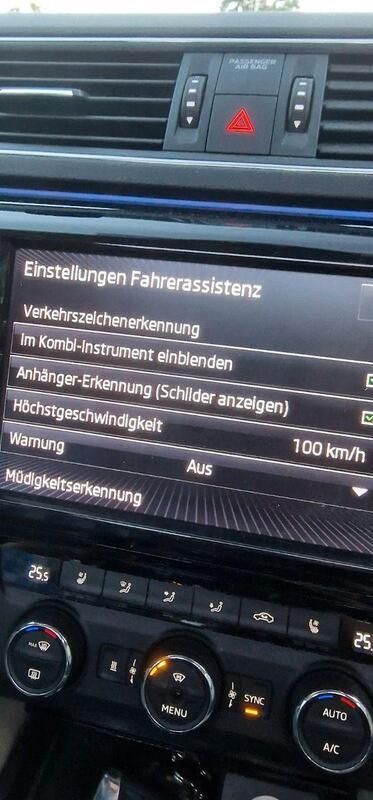 PASSENGER
AIR BAG
Einstellungen Fahrerassistenz
Verkehrszeichenerkennung
Im Kombi-Instrument einblenden
Anhänger-Erkennung (Schilder anzeigen)
Höchstgeschwindigkeit 100 km/h
Warnung Aus
Müdigkeitserkennung
25.5
25.
MAX
MENU
SYNC
AUTO
A/C